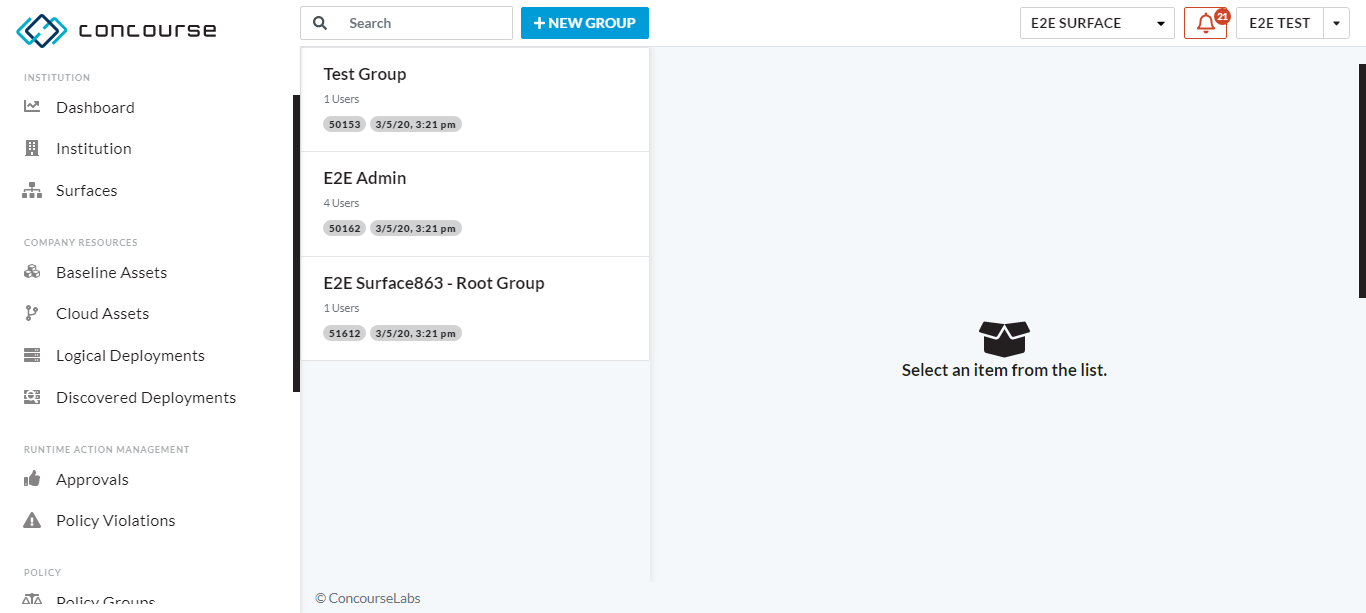 concourse
INSTITUTION
Dashboard
Institution
Surfaces
COMPANY RESOURCES
Baseline Assets
Cloud Assets
Logical Deployments
Discovered Deployments
RUNTIME ACTION MANAGEMENT
Approvals
Policy Violations
POLICY
Policy Groups
Search
+ NEW GROUP
E2E SURFACE
21
E2E TEST
Test Group
1 Users
50153 3/5/20, 3:21 pm
E2E Admin
4 Users
50162 3/5/20, 3:21 pm
E2E Surface863 - Root Group
1 Users
51612 3/5/20, 3:21 pm
Select an item from the list.
© ConcourseLabs